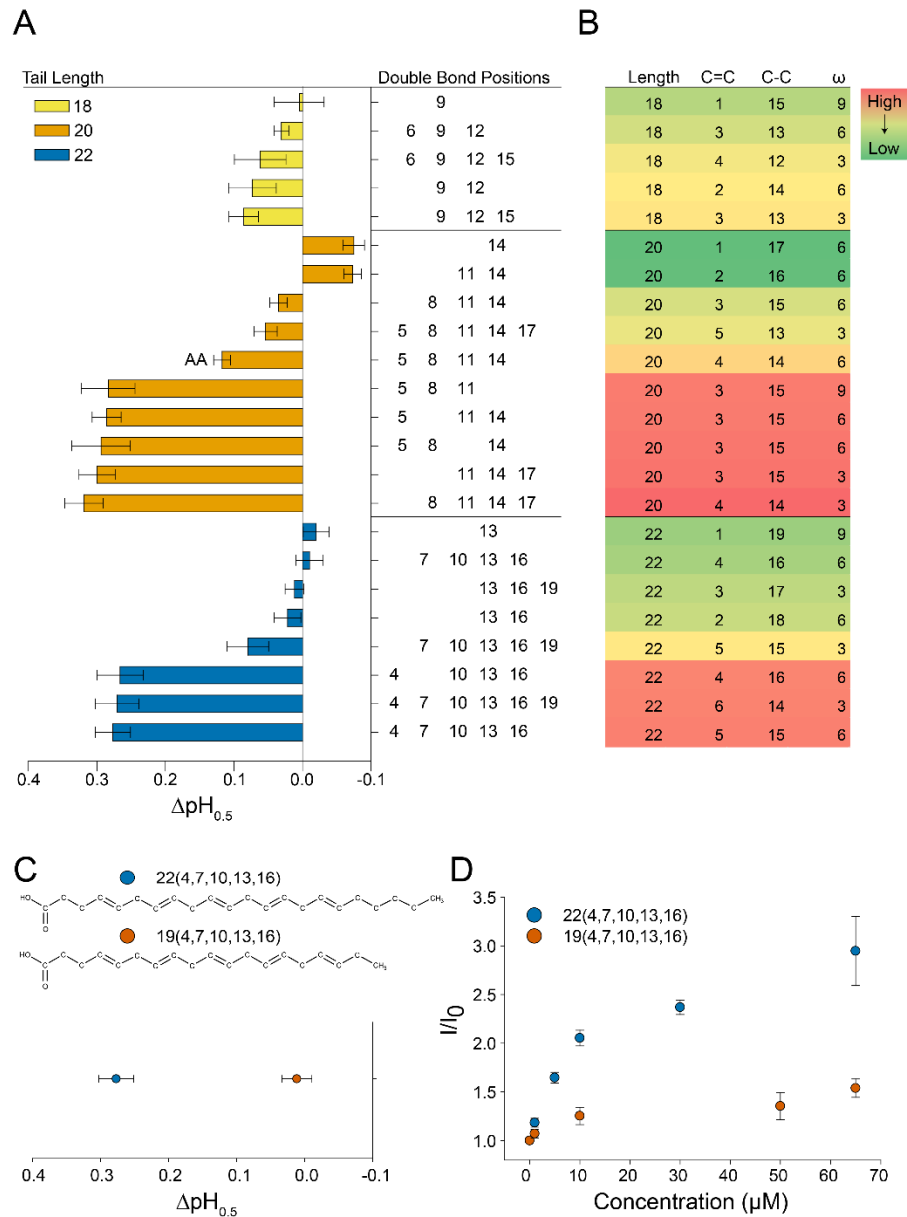 A
B
Tail Length
Double Bond Positions
Length C=C C-C ω
18
20
22
High
Low
9
6 9 12
6 9 12 15
9 12
9 12 15
14
11 14
8 11 14
5 8 11 14 17
AA
5 8 11 14
5 8 11
5 11 14
5 8 14
11 14 17
8 11 14 17
13
7 10 13 16
13 16 19
13 16
7 10 13 16 19
4 10 13 16
4 7 10 13 16 19
4 7 10 13 16
18 1 15 9
18 3 13 6
18 4 12 3
18 2 14 6
18 3 13 3
20 1 17 6
20 2 16 6
20 3 15 6
20 5 13 3
20 4 14 6
20 3 15 9
20 3 15 6
20 3 15 6
20 3 15 3
20 4 14 3
22 1 19 9
22 4 16 6
22 3 17 3
22 2 18 6
22 5 15 3
22 4 16 6
22 6 14 3
22 5 15 6
0.4 0.3 0.2 0.1 0.0 -0.1
ΔpH0.5
C
22(4,7,10,13,16)
HO C C C C C C C C C C C C C C C C C C C C CH3
O
19(4,7,10,13,16)
HO C C C C C C C C C C C C C C C C C C CH3
O
0.4 0.3 0.2 0.1 0.0 -0.1
ΔpH0.5
D
22(4,7,10,13,16)
19(4,7,10,13,16)
3.5
3.0
2.5
2.0
1.5
1.0
I/I0
0 10 20 30 40 50 60 70
Concentration (µM)